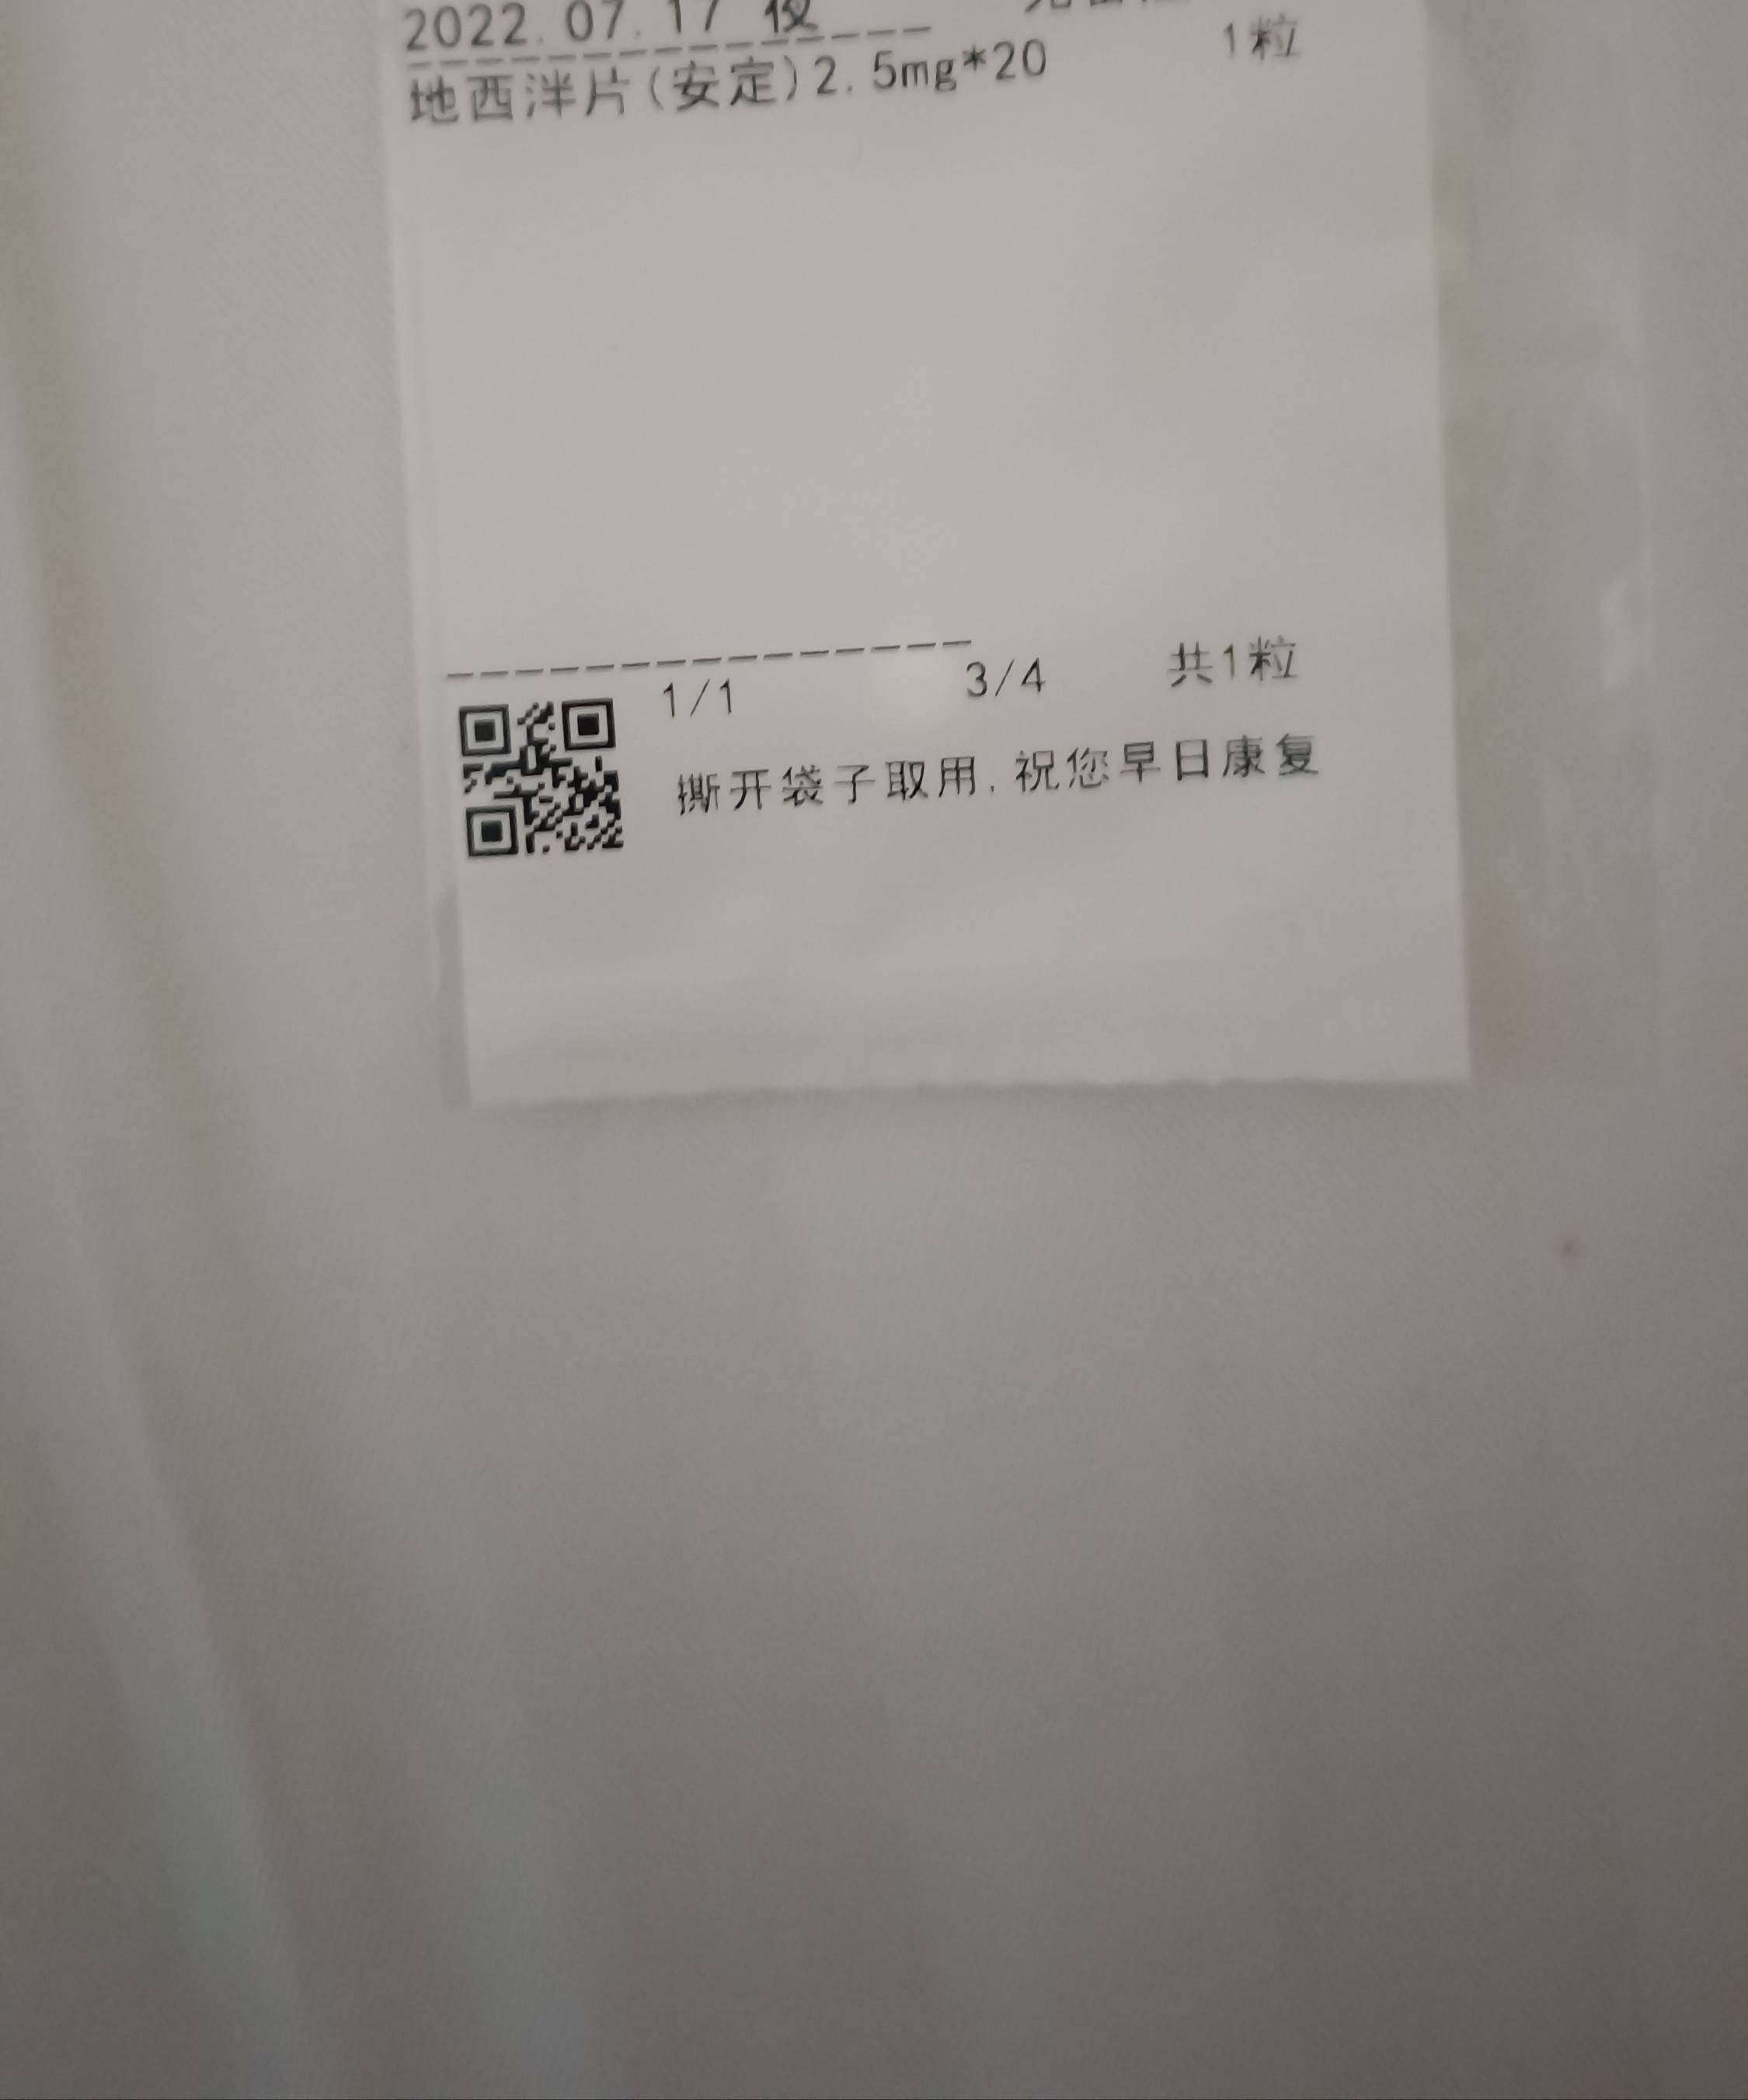 2022.07.17 夜
地西泮片(安定)2.5mg*20 1粒
1/1 3/4 共1粒
撕开袋子取用,祝您早日康复